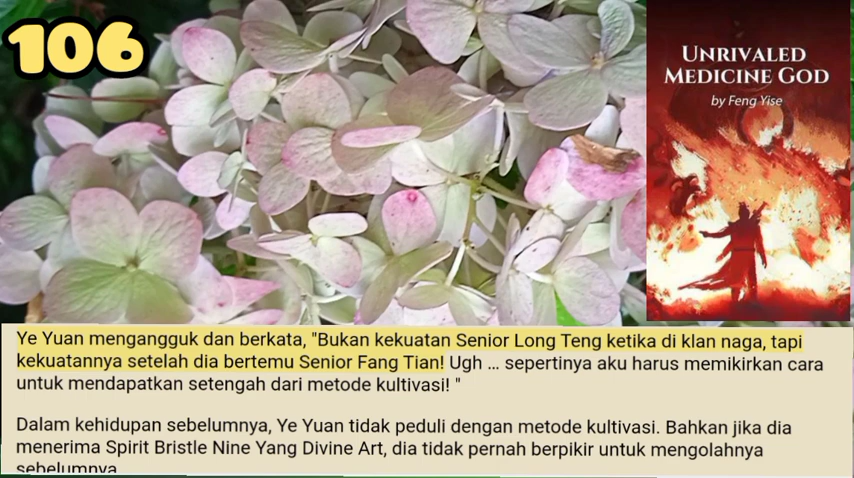 106
UNRIVALED
MEDICINE GOD
by Feng Yise
Ye Yuan mengangguk dan berkata, "Bukan kekuatan Senior Long Teng ketika di klan naga, tapi
kekuatannya setelah dia bertemu Senior Fang Tian! Ugh ... sepertinya aku harus memikirkan cara
untuk mendapatkan setengah dari metode kultivasi! "
Dalam kehidupan sebelumnya, Ye Yuan tidak peduli dengan metode kultivasi. Bahkan jika dia
menerima Spirit Bristle Nine Yang Divine Art, dia tidak pernah berpikir untuk mengolahnya
sebelumnya